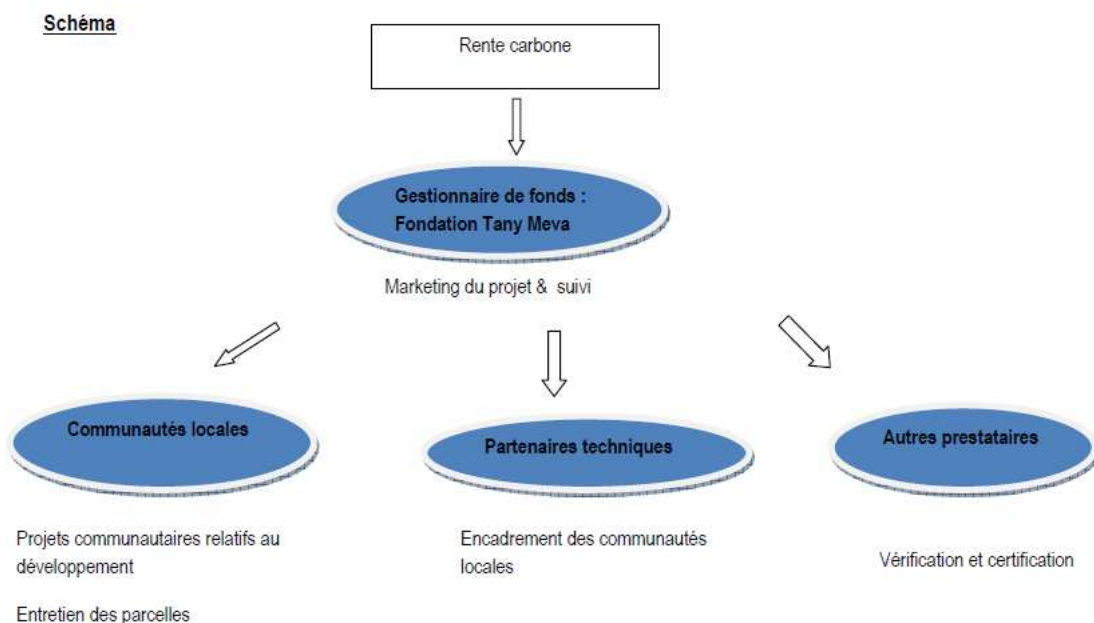 Schéma
Rente carbone
Gestionnaire de fonds :
Fondation Tany Meva
Marketing du projet & suivi
Communautés locales
Partenaires techniques
Autres prestataires
Projets communautaires relatifs au
développement
Entretien des parcelles
Encadrement des communautés
locales
Vérification et certification